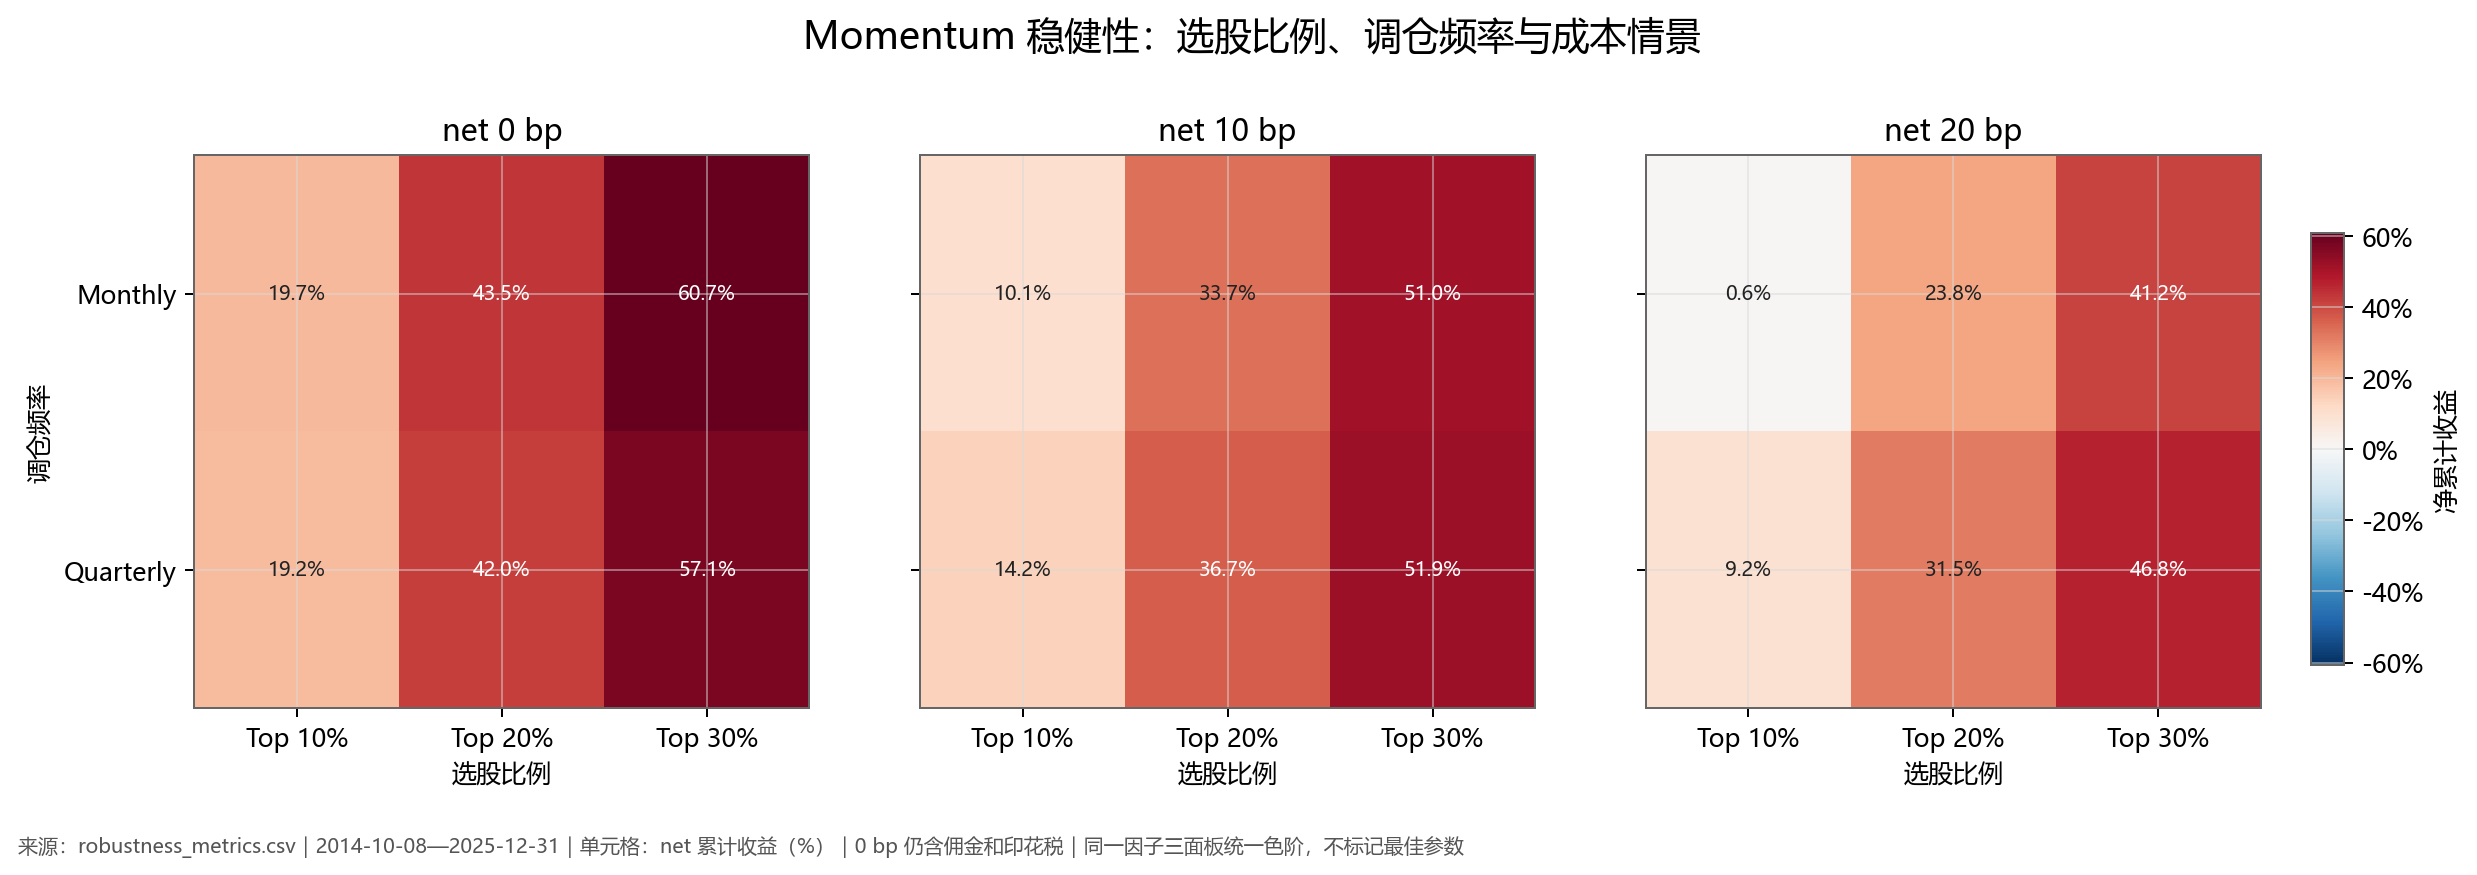 Momentum 稳健性：选股比例、调仓频率与成本情景
net 0 bp
net 10 bp
net 20 bp
调仓频率
Monthly
Quarterly
19.7%
43.5%
60.7%
19.2%
42.0%
57.1%
10.1%
33.7%
51.0%
14.2%
36.7%
51.9%
0.6%
23.8%
41.2%
9.2%
31.5%
46.8%
Top 10%
Top 20%
Top 30%
选股比例
Top 10%
Top 20%
Top 30%
选股比例
Top 10%
Top 20%
Top 30%
选股比例
60%
40%
20%
0%
-20%
-40%
-60%
净累计收益
来源：robustness_metrics.csv | 2014-10-08—2025-12-31 | 单元格：net 累计收益（%） | 0 bp 仍含佣金和印花税 | 同一因子三面板统一色阶，不标记最佳参数